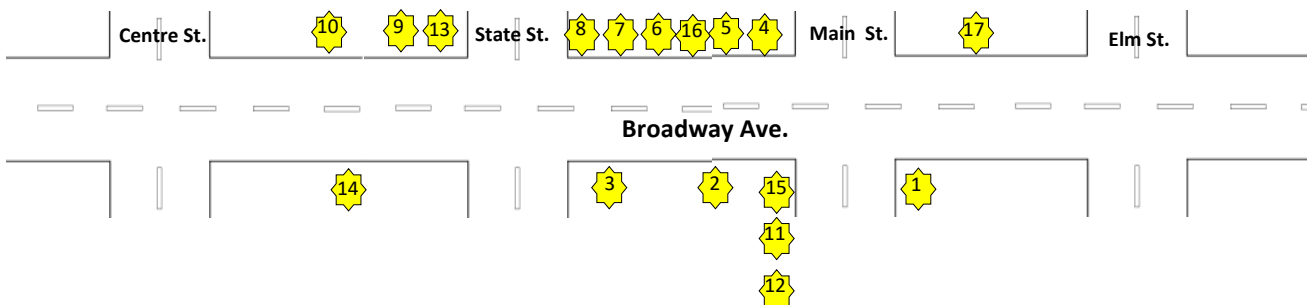 10 9 13 8 7 6 16 5 4 17
Centre St. State St. Main St. Elm St.
Broadway Ave.
14 3 2 15 1
11
12